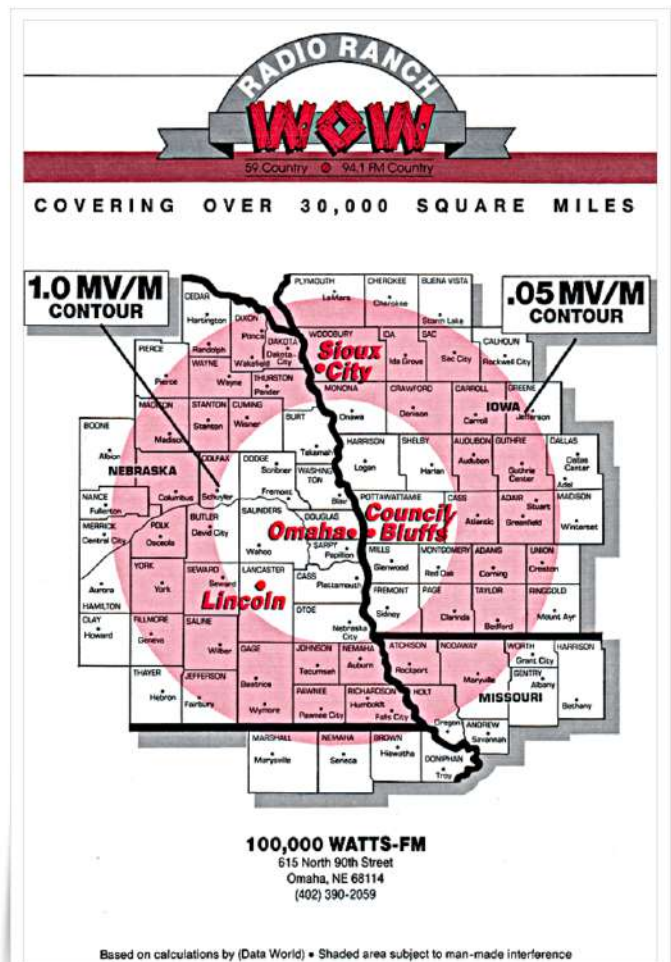 RADIO RANCH
WOW
59 Country • 94.1 FM Country
COVERING OVER 30,000 SQUARE MILES
1.0 MV/M
CONTOUR
.05 MV/M
CONTOUR
CEDAR
Hartington
DIXON
Ponca
DAKOTA
Dakota
City
PLYMOUTH
LeMars
CHEROKEE
Cherokee
BUENA VISTA
Storm Lake
PIERCE
Pierce
Randolph
WAYNE
Wayne
Wakefield
THURSTON
Pender
WOODBURY
Sioux
City
IDA
Ida Grove
SAC
Sac City
CALHOUN
Rockwell City
MADISON
Madison
STANTON
Stanton
CUMING
Wisner
BURT
Tekamah
MONONA
Onawa
CRAWFORD
Denison
CARROLL
Carroll
GREENE
Jefferson
IOWA
BOONE
Albion
NEBRASKA
COLFAX
Schuyler
DODGE
Scribner
Fremont
WASHING
TON
Blair
HARRISON
Logan
SHELBY
Harlan
AUDUBON
Audubon
GUTHRIE
Guthrie
Center
DALLAS
Dallas
Center
Adel
NANCE
Fullerton
Columbus
MERRICK
Central City
POLK
Osceola
BUTLER
David City
SAUNDERS
Wahoo
DOUGLAS
Omaha
SARPY
Papillion
POTTAWATTAMIE
Council
Bluffs
CASS
Atlantic
ADAIR
Stuart
Greenfield
MADISON
Winterset
Aurora
HAMILTON
YORK
York
SEWARD
Seward
LANCASTER
Lincoln
CASS
Plattsmouth
MILLS
Glenwood
MONTGOMERY
Red Oak
ADAMS
Corning
UNION
Creston
CLAY
Howard
FILLMORE
Geneva
SALINE
Wilber
OTOE
Nebraska
City
FREMONT
Sidney
PAGE
Clarinda
TAYLOR
Bedford
RINGGOLD
Mount Ayr
THAYER
Hebron
JEFFERSON
Fairbury
GAGE
Beatrice
Wymore
JOHNSON
Tecumseh
NEMAHA
Auburn
PAWNEE
Pawnee City
RICHARDSON
Humboldt
Falls City
ATCHISON
Rockport
NODAWAY
Maryville
WORTH
Grant City
HARRISON
Bethany
GENTRY
Albany
MISSOURI
HOLT
Oregon
ANDREW
Savannah
MARSHALL
Marysville
NEMAHA
Seneca
BROWN
Hiawatha
DONIPHAN
Troy
100,000 WATTS-FM
615 North 90th Street
Omaha, NE 68114
(402) 390-2059
Based on calculations by (Data World) • Shaded area subject to man-made interference